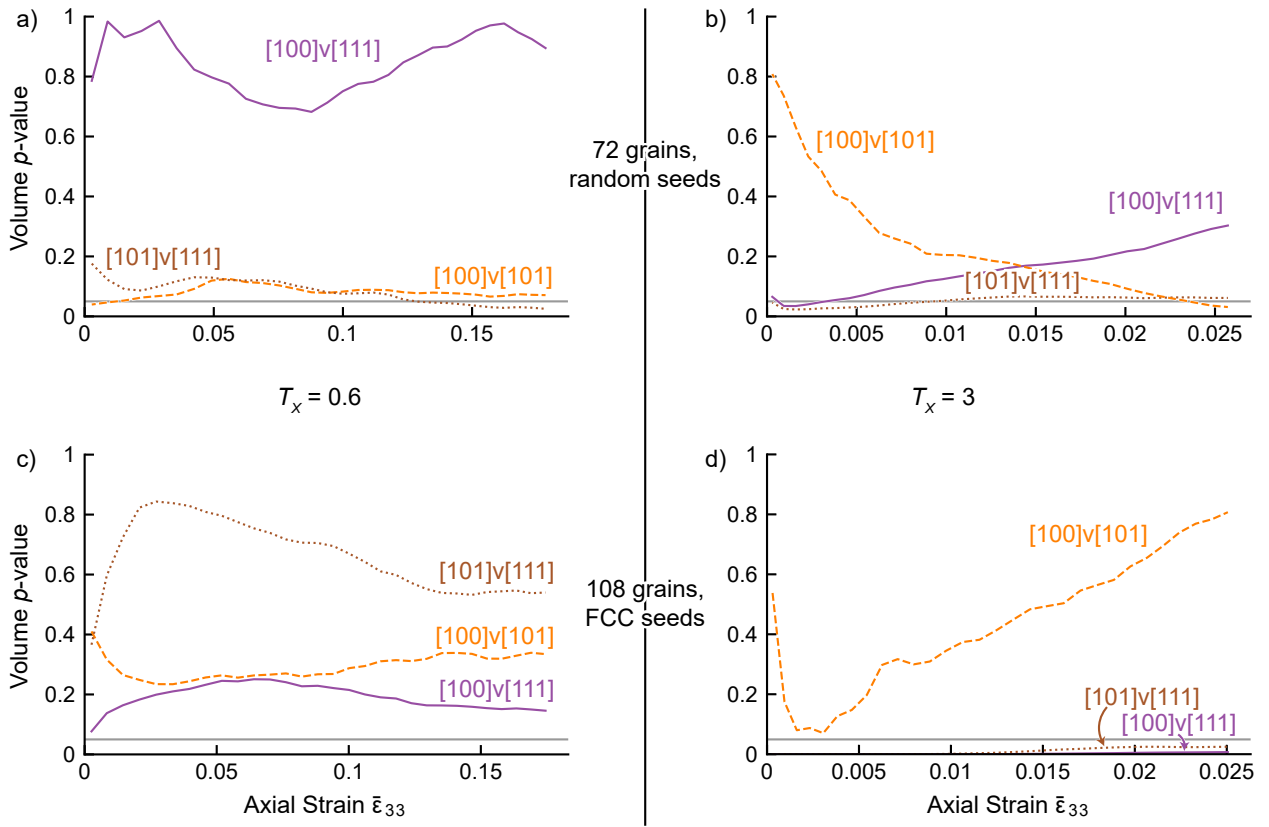 a)
Volume p-value
1
0.8
0.6
0.4
0.2
0
0
0.05
0.1
0.15
[100]v[111]
[101]v[111]
[100]v[101]
72 grains,
random seeds
b)
1
0.8
0.6
0.4
0.2
0
0
0.005
0.01
0.015
0.02
0.025
[100]v[101]
[100]v[111]
[101]v[111]
Tx = 0.6
Tx = 3
c)
Volume p-value
1
0.8
0.6
0.4
0.2
0
0
0.05
0.1
0.15
[101]v[111]
[100]v[101]
[100]v[111]
Axial Strain ε̄33
108 grains,
FCC seeds
d)
1
0.8
0.6
0.4
0.2
0
0
0.005
0.01
0.015
0.02
0.025
[100]v[101]
[101]v[111]
[100]v[111]
Axial Strain ε̄33